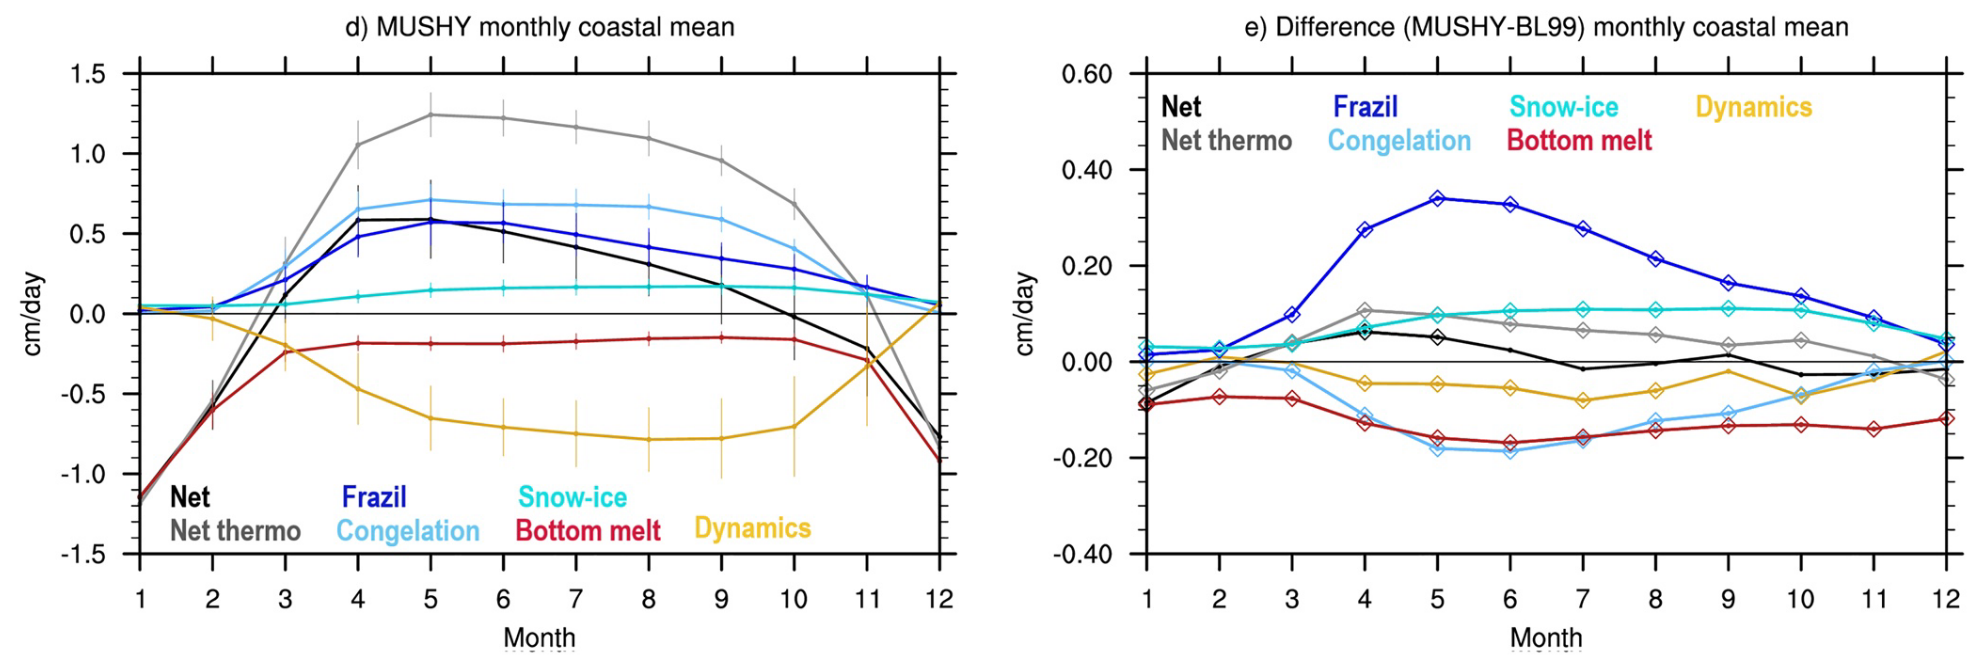 d) MUSHY monthly coastal mean
1.5
1.0
0.5
0.0
-0.5
-1.0
-1.5
cm/day
Net Frazil Snow-ice
Net thermo Congelation Bottom melt Dynamics
1 2 3 4 5 6 7 8 9 10 11 12
Month
e) Difference (MUSHY-BL99) monthly coastal mean
0.60
0.40
0.20
0.00
-0.20
-0.40
cm/day
Net Frazil Snow-ice Dynamics
Net thermo Congelation Bottom melt
1 2 3 4 5 6 7 8 9 10 11 12
Month